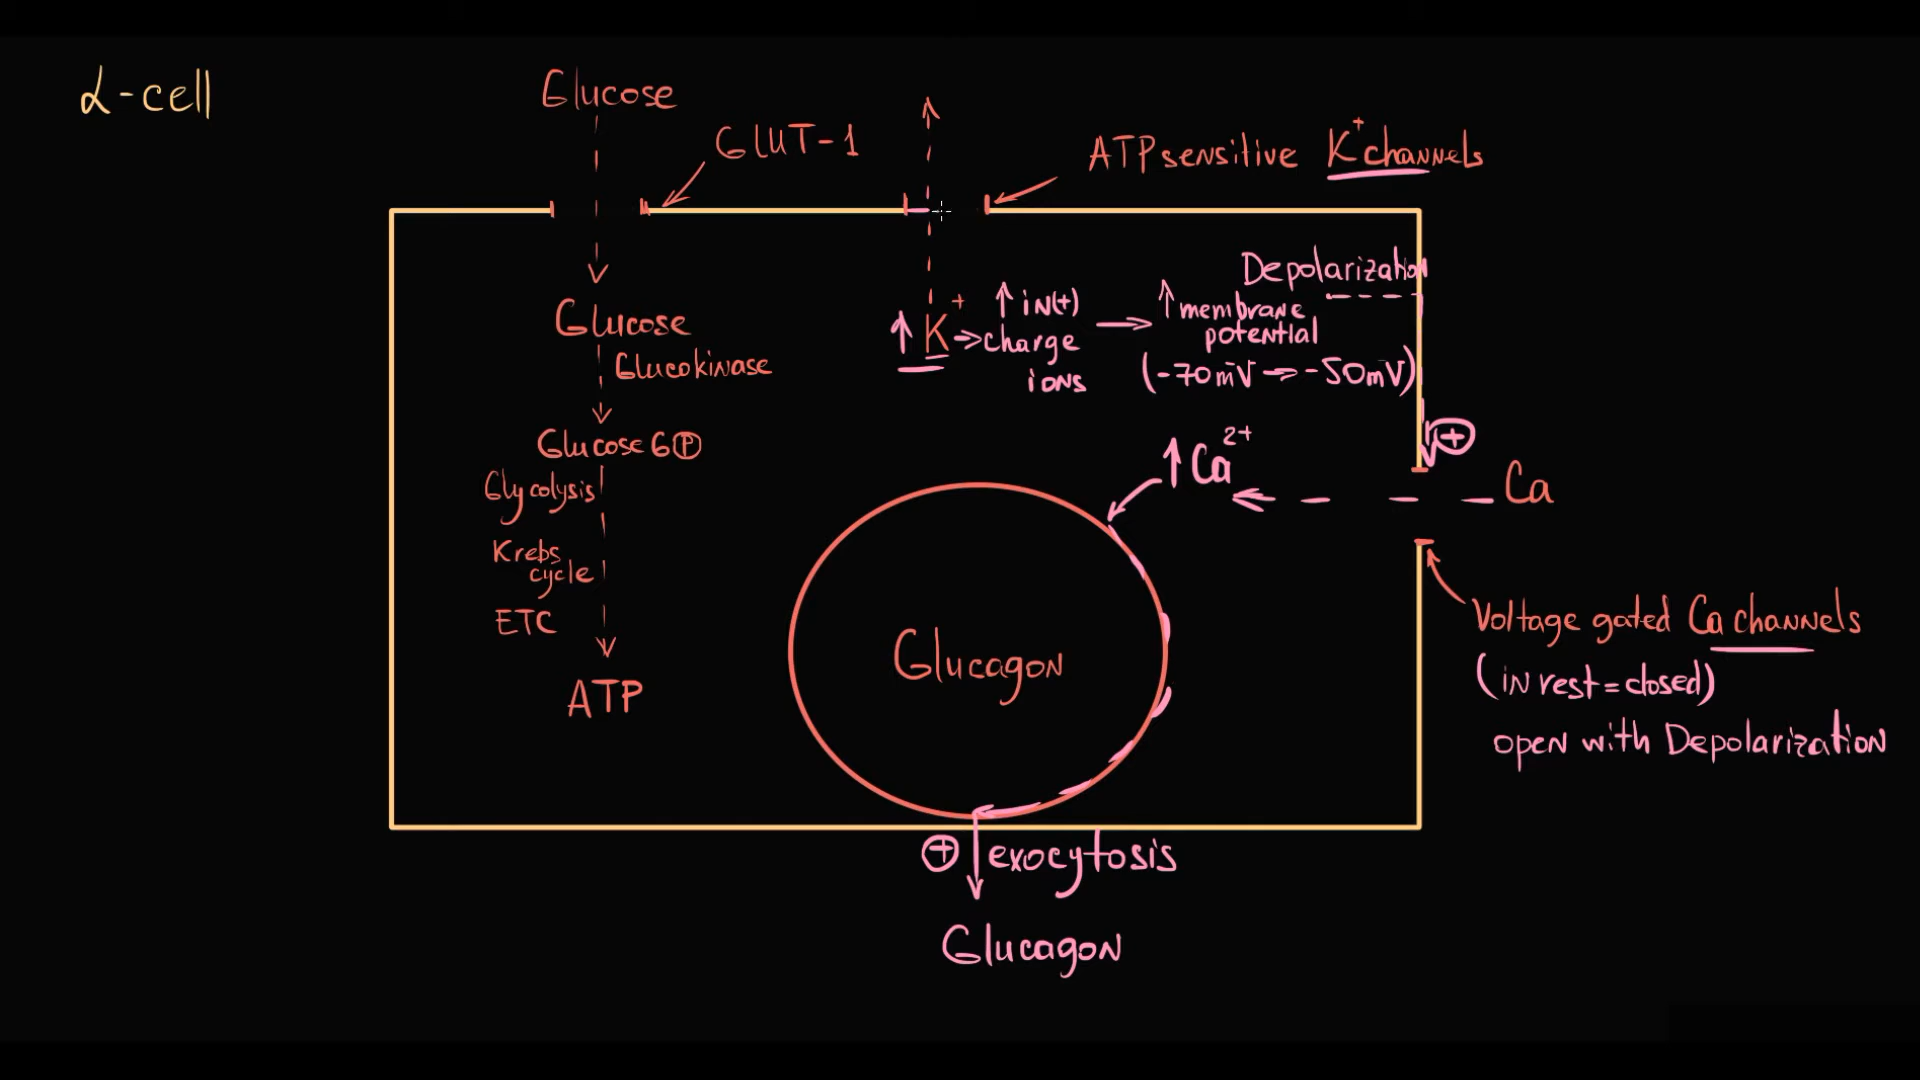 α-cell
Glucose
GLUT-1
ATP sensitive K+ channels
Glucose
Glucokinase
Glucose 6 P
Glycolysis
Krebs
cycle
ETC
ATP
↑ K+ → charge
↑ in (+)
ions
Depolarization
↑ membrane
potential
(-70mV → -50mV)
↑ Ca2+
+
Ca
Voltage gated Ca channels
(in rest = closed)
open with Depolarization
Glucagon
+ exocytosis
Glucagon